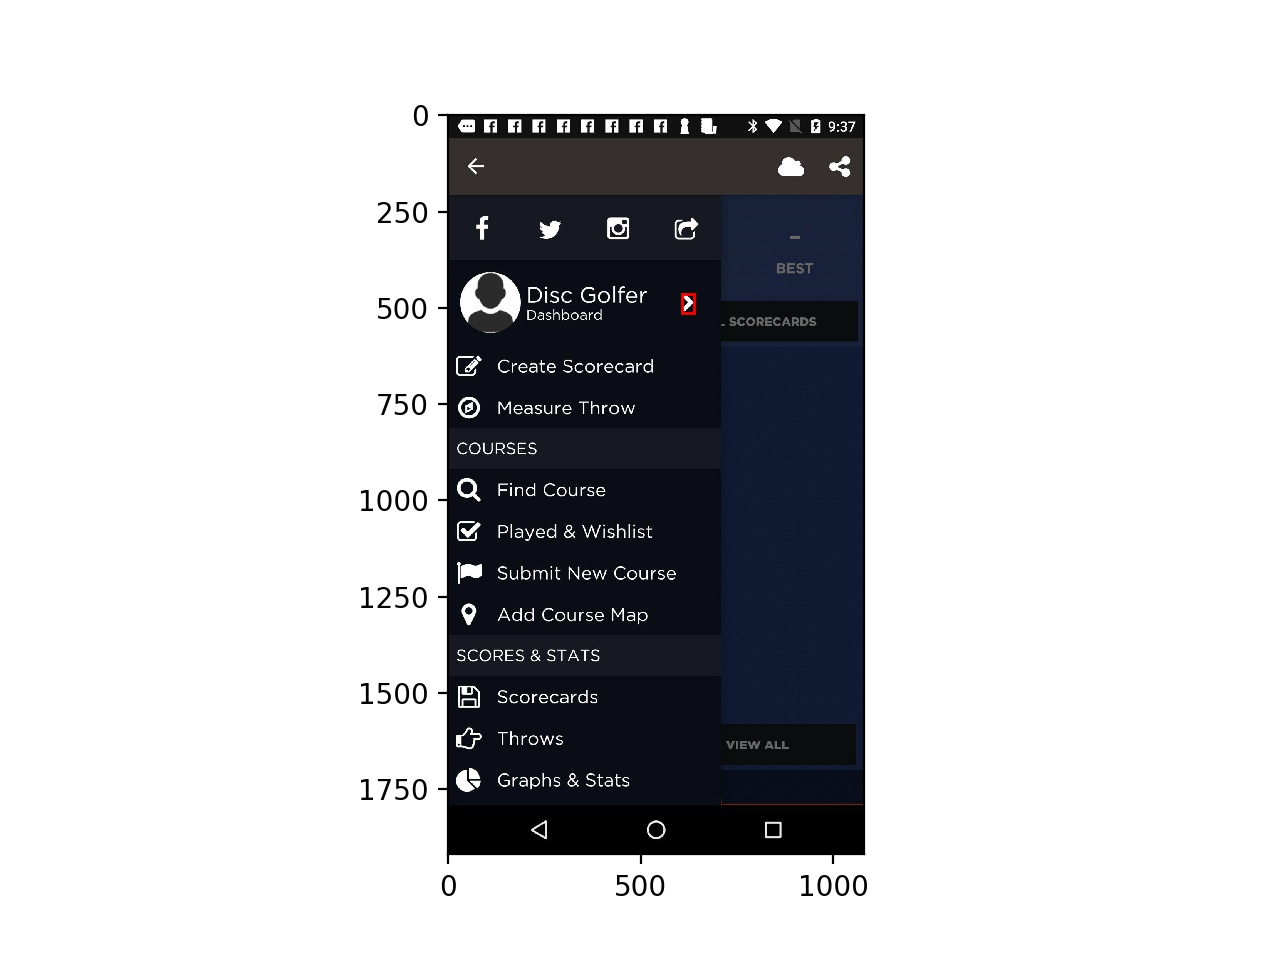 0
250
500
750
1000
1250
1500
1750
9:37
BEST
SCORECARDS
Disc Golfer
Dashboard
Create Scorecard
Measure Throw
COURSES
Find Course
Played & Wishlist
Submit New Course
Add Course Map
SCORES & STATS
Scorecards
Throws
VIEW ALL
Graphs & Stats
0 500 1000